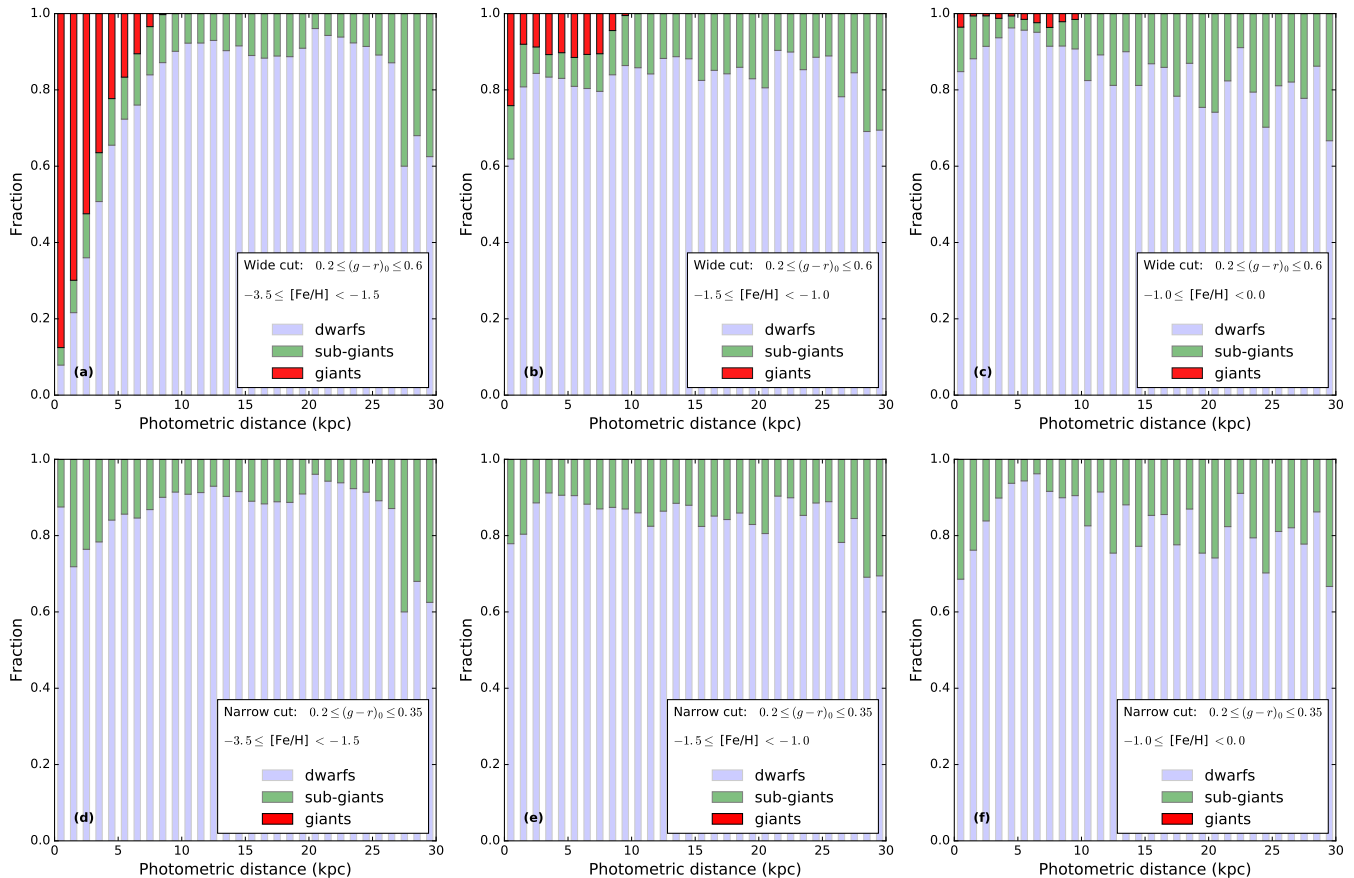 1.0
0.8
0.6
0.4
0.2
0.0
Fraction
Wide cut: 0.2≤(g−r)₀≤0.6
−3.5≤ [Fe/H] <−1.5
dwarfs
sub-giants
giants
(a)
0 5 10 15 20 25 30
Photometric distance (kpc)
1.0
0.8
0.6
0.4
0.2
0.0
Fraction
Wide cut: 0.2≤(g−r)₀≤0.6
−1.5≤ [Fe/H] <−1.0
dwarfs
sub-giants
giants
(b)
0 5 10 15 20 25 30
Photometric distance (kpc)
1.0
0.8
0.6
0.4
0.2
0.0
Fraction
Wide cut: 0.2≤(g−r)₀≤0.6
−1.0≤ [Fe/H] <0.0
dwarfs
sub-giants
giants
(c)
0 5 10 15 20 25 30
Photometric distance (kpc)
1.0
0.8
0.6
0.4
0.2
0.0
Fraction
Narrow cut: 0.2≤(g−r)₀≤0.35
−3.5≤ [Fe/H] <−1.5
dwarfs
sub-giants
giants
(d)
0 5 10 15 20 25 30
Photometric distance (kpc)
1.0
0.8
0.6
0.4
0.2
0.0
Fraction
Narrow cut: 0.2≤(g−r)₀≤0.35
−1.5≤ [Fe/H] <−1.0
dwarfs
sub-giants
giants
(e)
0 5 10 15 20 25 30
Photometric distance (kpc)
1.0
0.8
0.6
0.4
0.2
0.0
Fraction
Narrow cut: 0.2≤(g−r)₀≤0.35
−1.0≤ [Fe/H] <0.0
dwarfs
sub-giants
giants
(f)
0 5 10 15 20 25 30
Photometric distance (kpc)